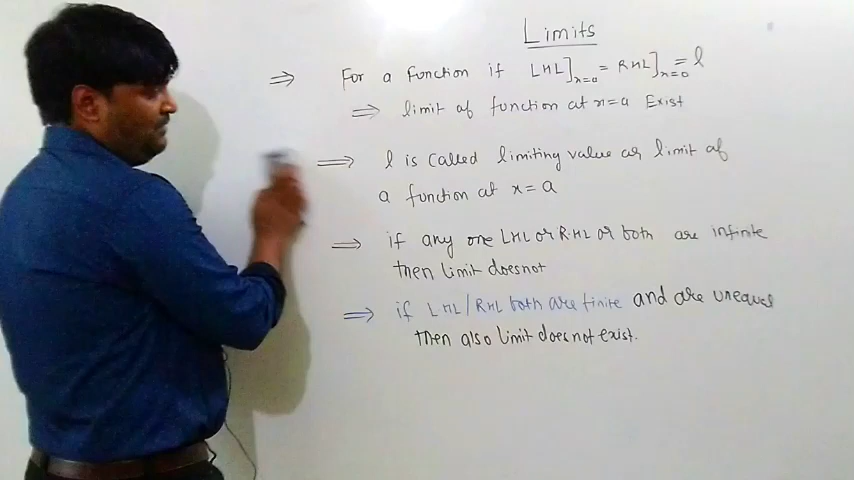 Limits
⇒ For a function if LHL]x=a = RHL]x=a = l
⇒ limit of function at x=a Exist
⇒ l is called limiting value or limit of
a function at x=a
⇒ if any one LHL or RHL or both are infinite
then limit doesnot
⇒ if LHL/RHL both are finite and are unequal
then also limit does not exist.